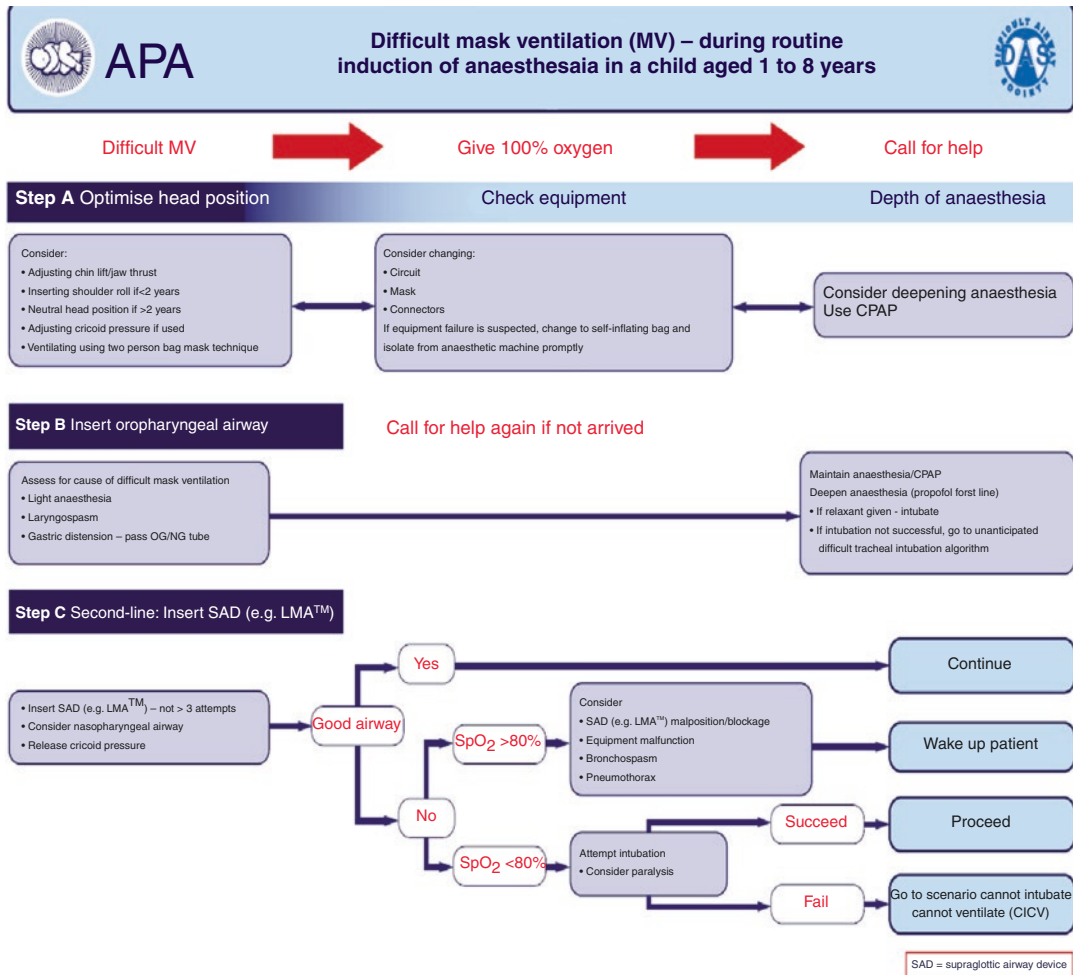 APA
Difficult mask ventilation (MV) – during routine
induction of anaesthesaia in a child aged 1 to 8 years
DIFFICULT AIRWAY
DAS
SOCIETY
Difficult MV
Give 100% oxygen
Call for help
Step A Optimise head position
Check equipment
Depth of anaesthesia
Consider:
• Adjusting chin lift/jaw thrust
• Inserting shoulder roll if<2 years
• Neutral head position if >2 years
• Adjusting cricoid pressure if used
• Ventilating using two person bag mask technique
Consider changing:
• Circuit
• Mask
• Connectors
If equipment failure is suspected, change to self-inflating bag and
isolate from anaesthetic machine promptly
Consider deepening anaesthesia
Use CPAP
Step B Insert oropharyngeal airway
Call for help again if not arrived
Assess for cause of difficult mask ventilation
• Light anaesthesia
• Laryngospasm
• Gastric distension – pass OG/NG tube
Maintain anaesthesia/CPAP
Deepen anaesthesia (propofol forst line)
• If relaxant given - intubate
• If intubation not successful, go to unanticipated
difficult tracheal intubation algorithm
Step C Second-line: Insert SAD (e.g. LMA™)
• Insert SAD (e.g. LMA™) – not > 3 attempts
• Consider nasopharyngeal airway
• Release cricoid pressure
Good airway
Yes
Continue
No
SpO₂ >80%
Consider
• SAD (e.g. LMA™) malposition/blockage
• Equipment malfunction
• Bronchospasm
• Pneumothorax
Wake up patient
SpO₂ <80%
Attempt intubation
• Consider paralysis
Succeed
Proceed
Fail
Go to scenario cannot intubate
cannot ventilate (CICV)
SAD = supraglottic airway device